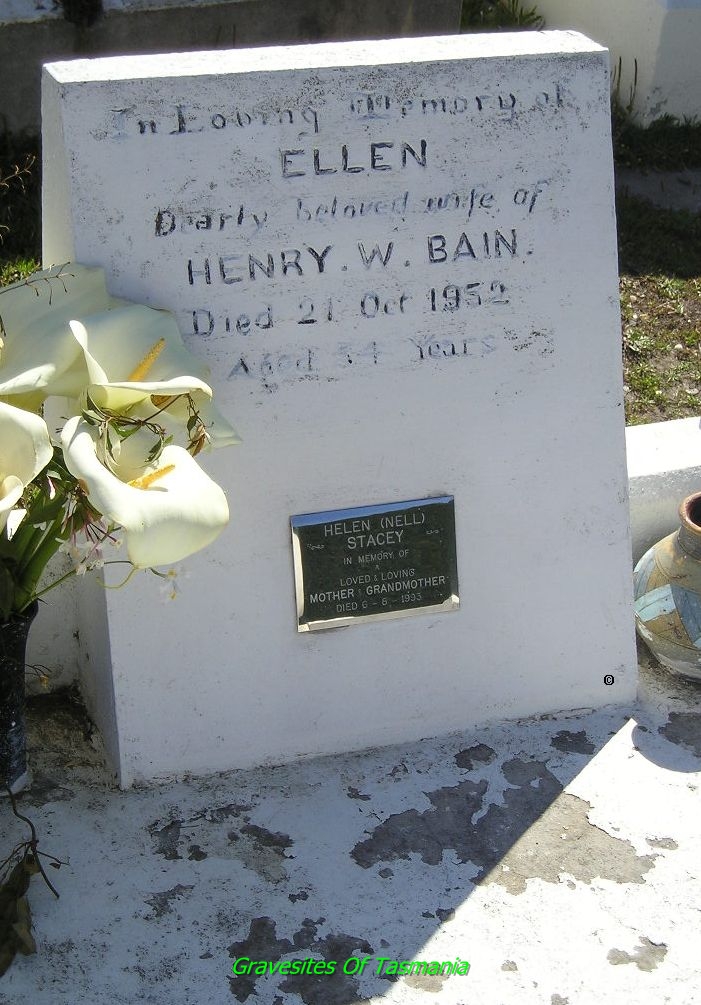 In Loving Memory of
ELLEN
Dearly beloved wife of
HENRY. W. BAIN.
Died 21 Oct 1952
Aged 54 Years
HELEN (NELL)
STACEY
IN MEMORY OF
A
LOVED & LOVING
MOTHER & GRANDMOTHER
DIED 6 - 6 - 1993
©
Gravesites Of Tasmania